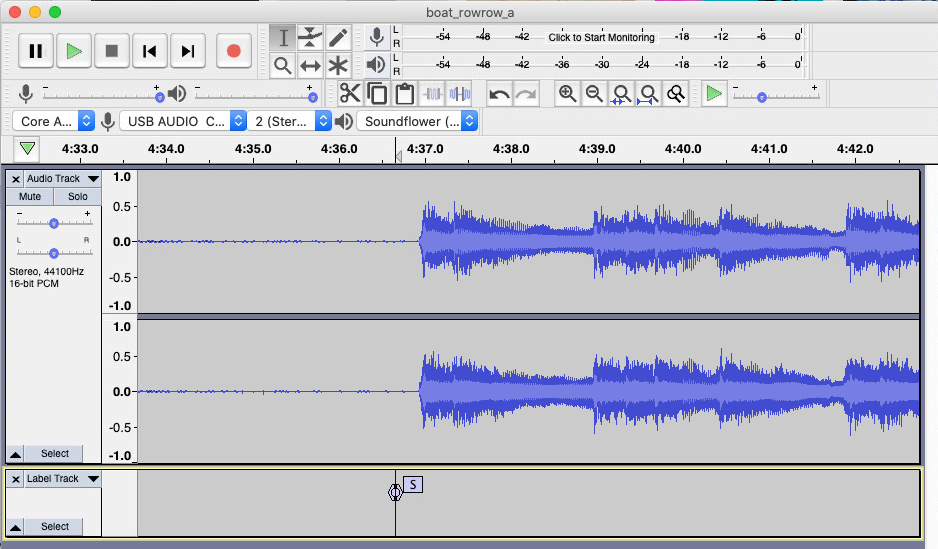 boat_rowrow_a
L
R
-54 -48 -42 Click to Start Monitoring -18 -12 -6 0
L
R
-54 -48 -42 -36 -30 -24 -18 -12 -6 0
- + - + - +
Core A... USB AUDIO C... 2 (Ster... Soundflower (...
4:33.0 4:34.0 4:35.0 4:36.0 4:37.0 4:38.0 4:39.0 4:40.0 4:41.0 4:42.0
Audio Track
Mute Solo
- +
L R
Stereo, 44100Hz
16-bit PCM
Select
1.0
0.5
0.0
-0.5
-1.0
1.0
0.5
0.0
-0.5
-1.0
Label Track
S
Select